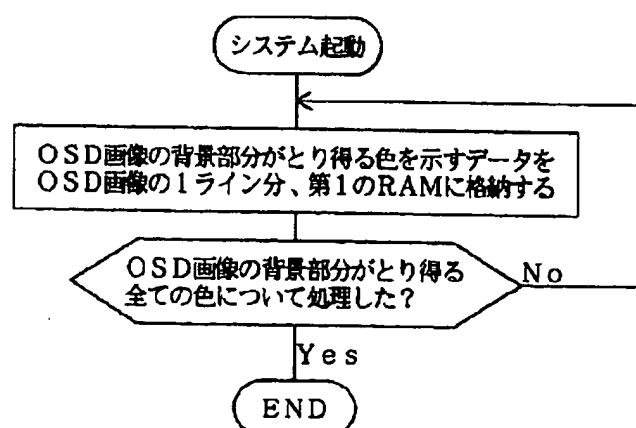 システム起動
OSD画像の背景部分がとり得る色を示すデータを
OSD画像の1ライン分、第1のRAMに格納する
OSD画像の背景部分がとり得る
全ての色について処理した？
No
Yes
END